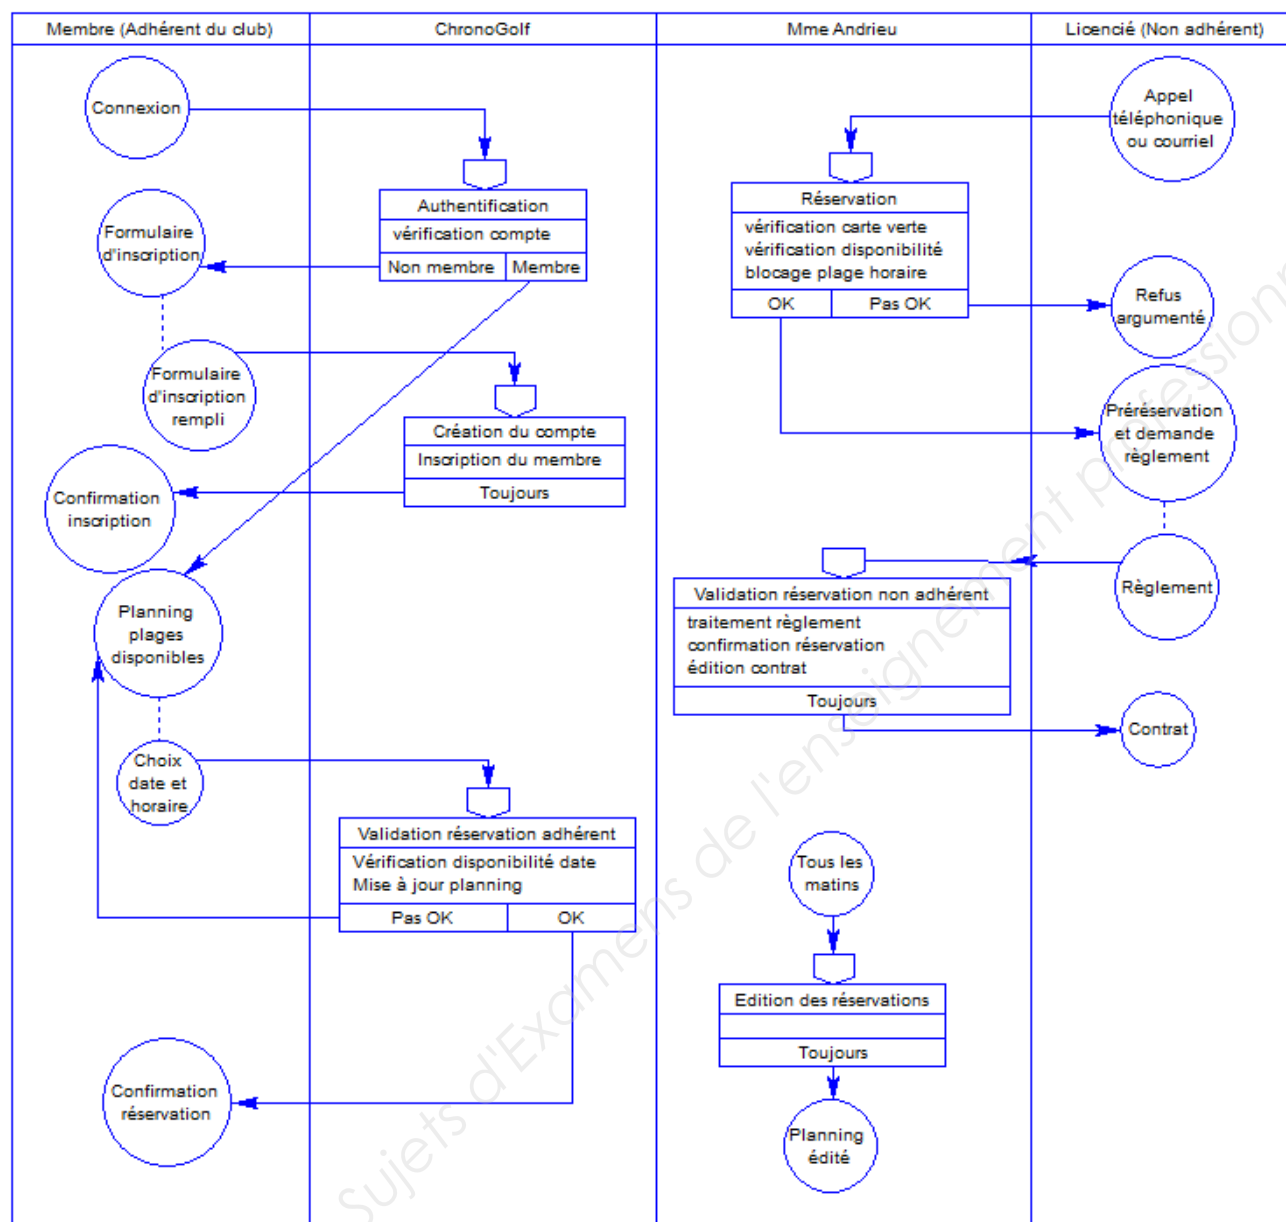 Membre (Adhérent du club)
ChronoGolf
Mme Andrieu
Licencié (Non adhérent)
Connexion
Appel
téléphonique
ou courriel
Authentification
vérification compte
Non membre
Membre
Réservation
vérification carte verte
vérification disponibilité
blocage plage horaire
OK
Pas OK
Formulaire
d'inscription
Refus
argumenté
Formulaire
d'inscription
rempli
Création du compte
Inscription du membre
Toujours
Préréservation
et demande
règlement
Confirmation
inscription
Planning
plages
disponibles
Validation réservation non adhérent
traitement règlement
confirmation réservation
édition contrat
Toujours
Règlement
Contrat
Choix
date et
horaire
Validation réservation adhérent
Vérification disponibilité date
Mise à jour planning
Pas OK
OK
Tous les
matins
Edition des réservations
Toujours
Confirmation
réservation
Planning
édité
Sujets d'Examens de l'enseignement professionn